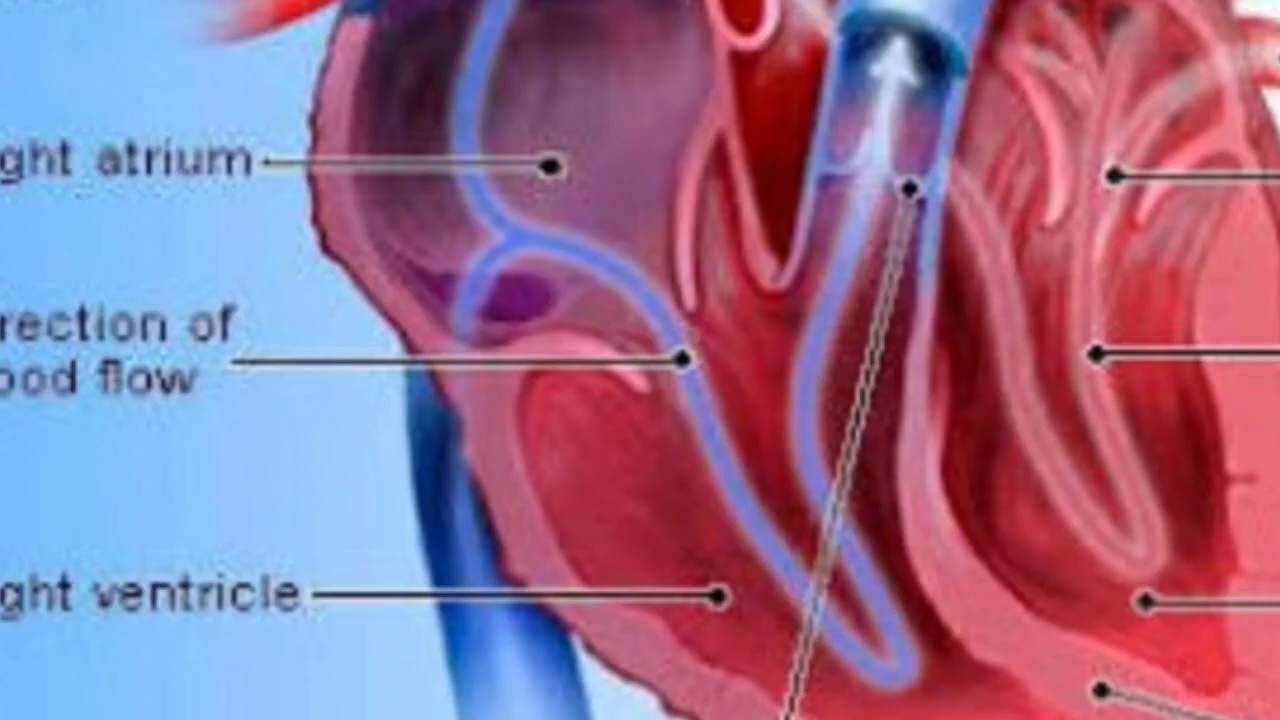 ght atrium
rection of
ood flow
ght ventricle